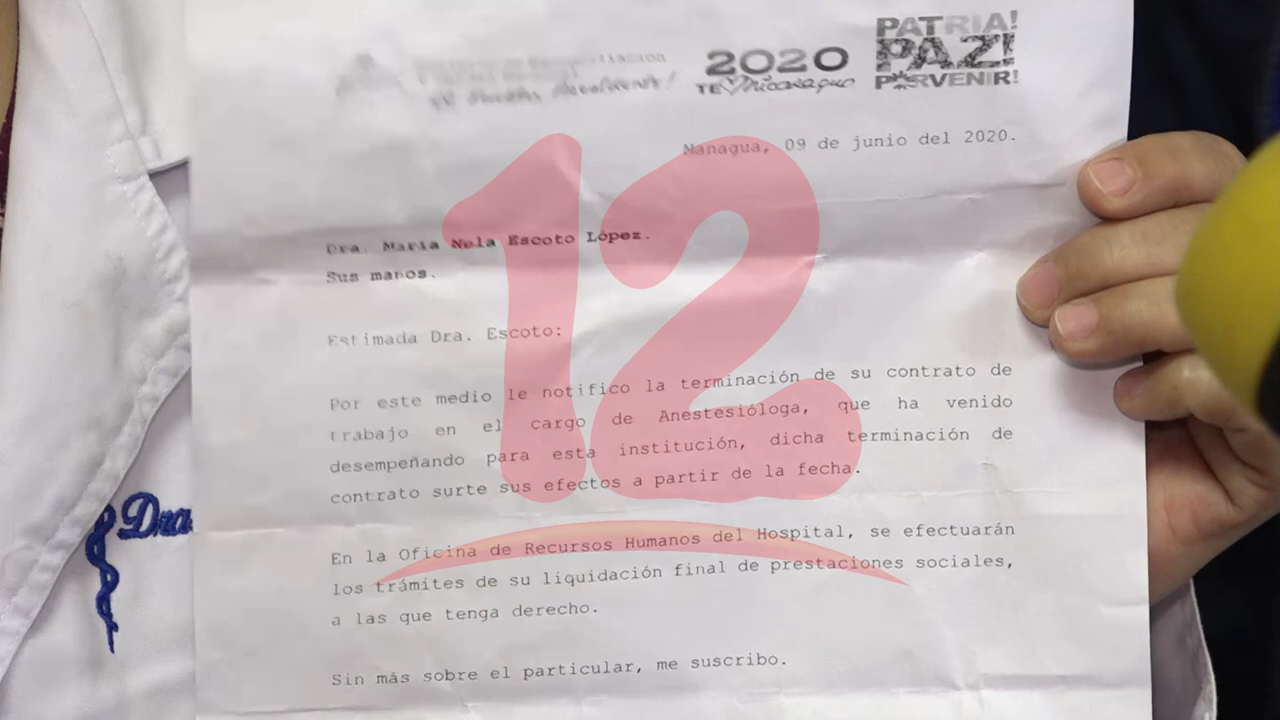 2020
TE Nicaragua
PATRIA!
PAZ!
PORVENIR!
Managua, 09 de junio del 2020.
Dra. María Nela Escoto López.
Sus manos.
Estimada Dra. Escoto:
Por este medio le notifico la terminación de su contrato de
trabajo en el cargo de Anestesióloga, que ha venido
desempeñando para esta institución, dicha terminación de
contrato surte sus efectos a partir de la fecha.
En la Oficina de Recursos Humanos del Hospital, se efectuarán
los trámites de su liquidación final de prestaciones sociales,
a las que tenga derecho.
Sin más sobre el particular, me suscribo.
12
Dra.